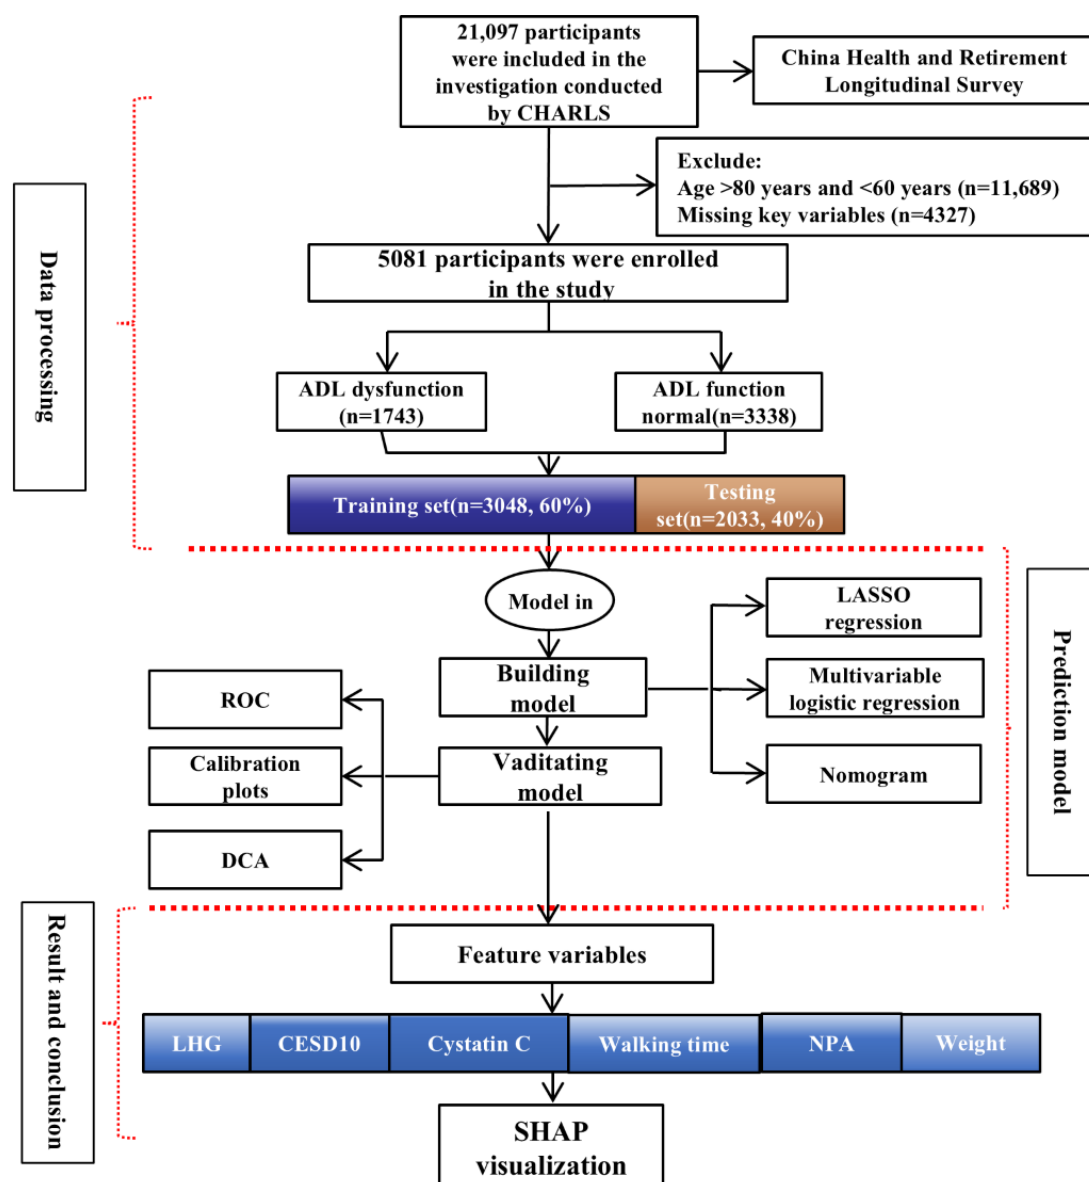 21,097 participants
were included in the
investigation conducted
by CHARLS
China Health and Retirement
Longitudinal Survey
Exclude:
Age >80 years and <60 years (n=11,689)
Missing key variables (n=4327)
5081 participants were enrolled
in the study
Data processing
ADL dysfunction
(n=1743)
ADL function
normal(n=3338)
Training set(n=3048, 60%)
Testing
set(n=2033, 40%)
Model in
Building
model
LASSO
regression
Multivariable
logistic regression
Nomogram
Prediction model
ROC
Calibration
plots
DCA
Vaditating
model
Feature variables
Result and conclusion
LHG
CESD10
Cystatin C
Walking time
NPA
Weight
SHAP
visualization